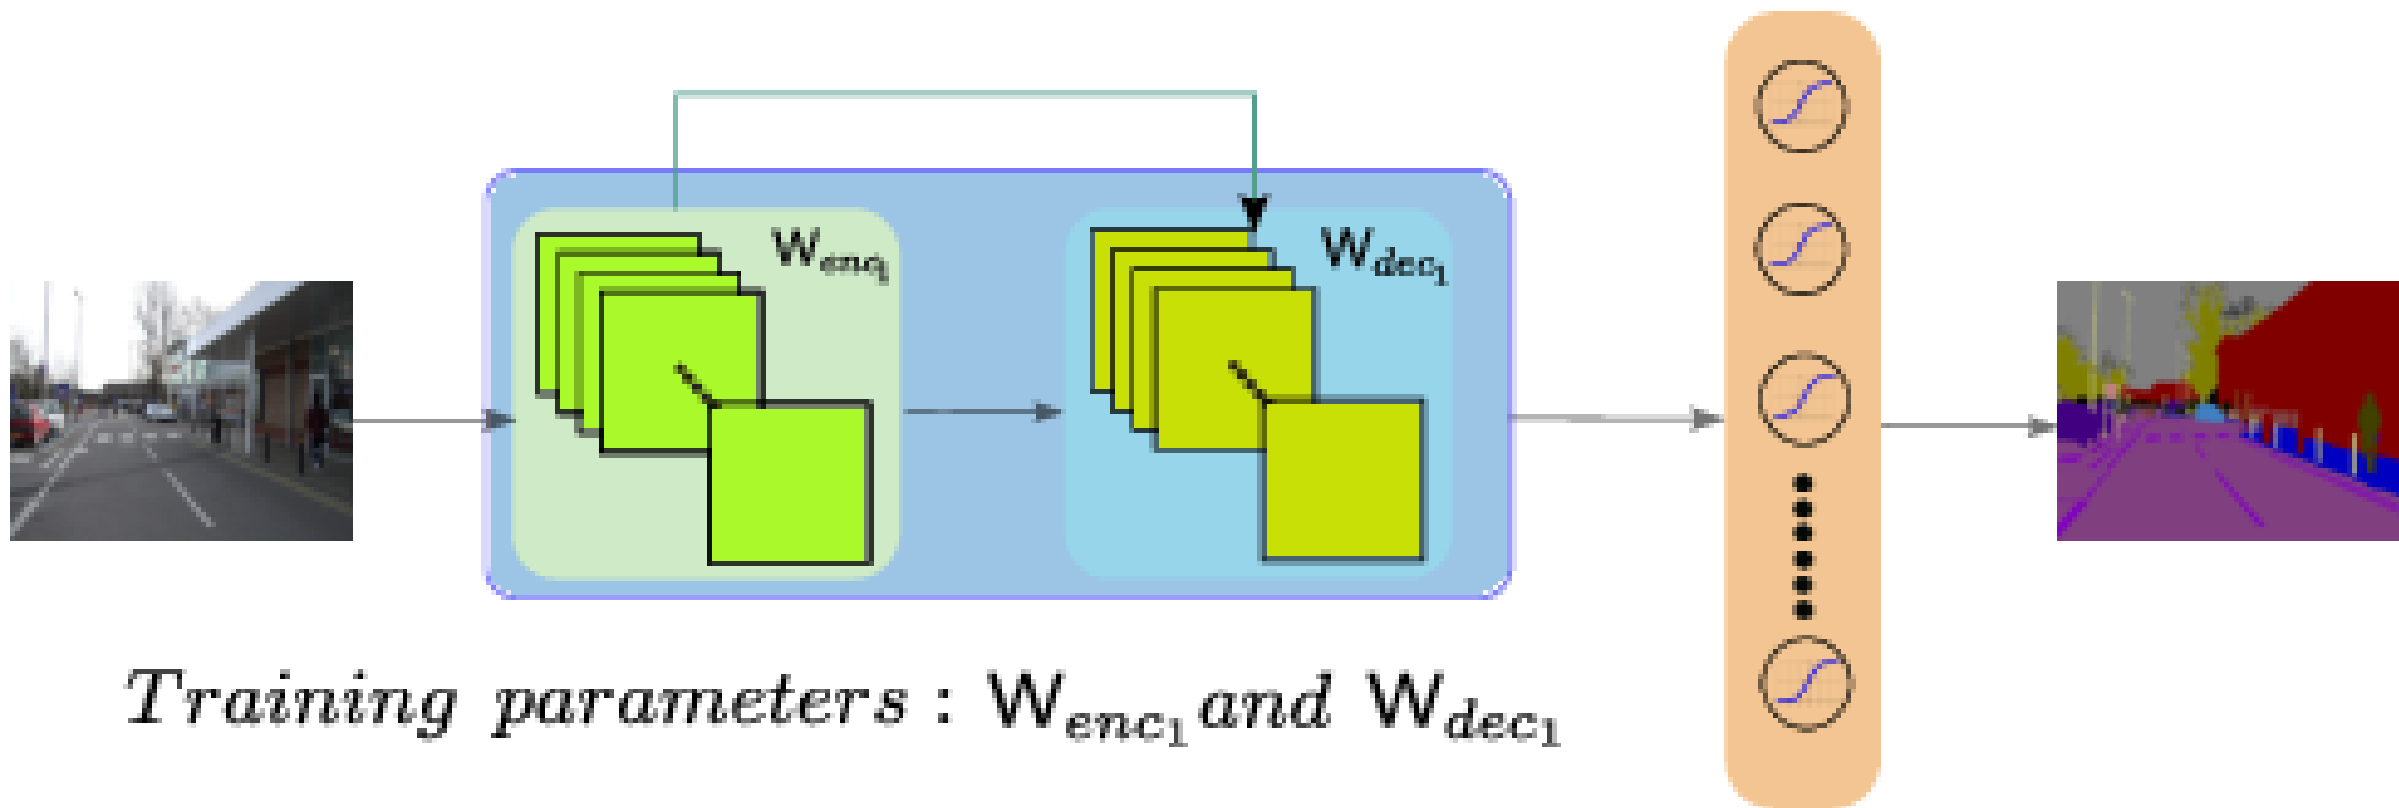 W_{enc_1}
W_{dec_1}
Training parameters : W_{enc_1} and W_{dec_1}